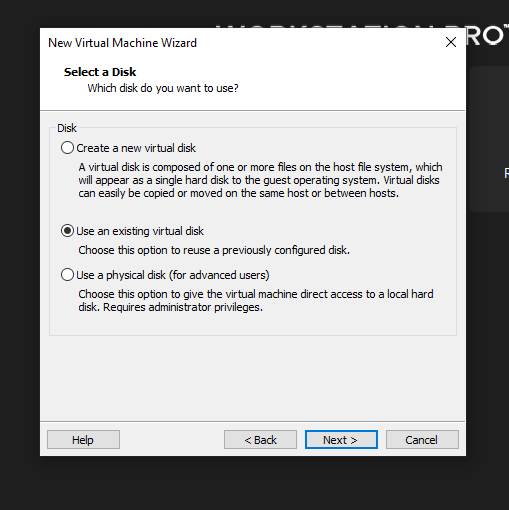 WORKSTATION PRO™
New Virtual Machine Wizard
Select a Disk
Which disk do you want to use?
Disk
Create a new virtual disk
A virtual disk is composed of one or more files on the host file system, which
will appear as a single hard disk to the guest operating system. Virtual disks
can easily be copied or moved on the same host or between hosts.
Use an existing virtual disk
Choose this option to reuse a previously configured disk.
Use a physical disk (for advanced users)
Choose this option to give the virtual machine direct access to a local hard
disk. Requires administrator privileges.
Help
< Back
Next >
Cancel